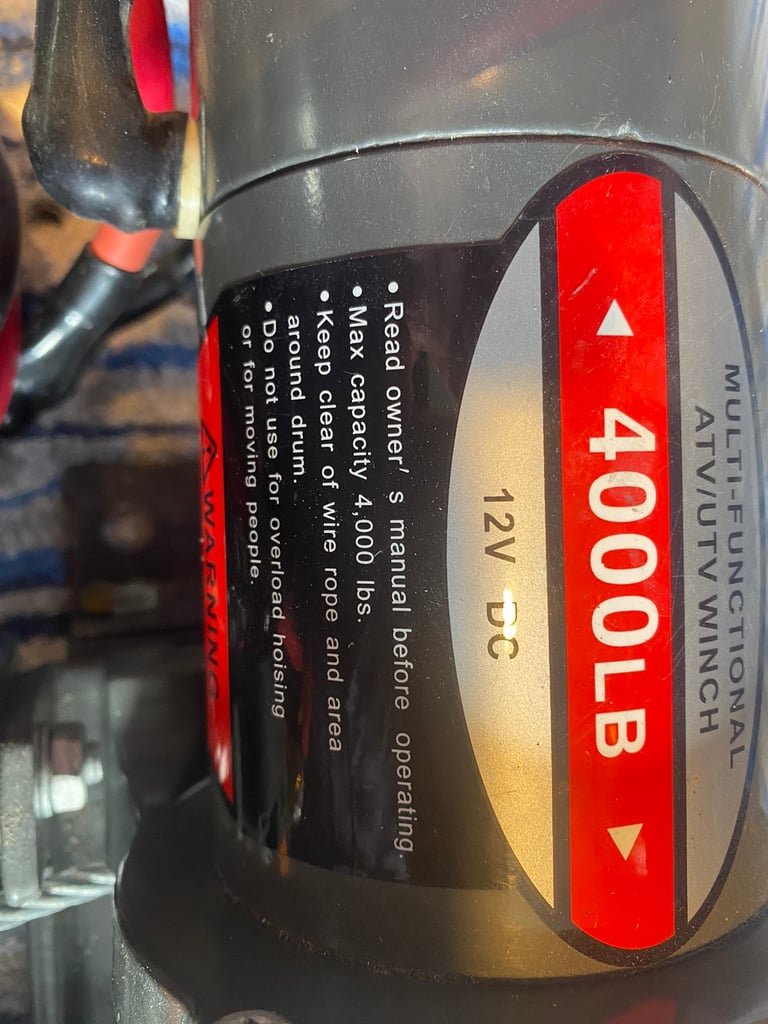 MULTI-FUNCTIONAL
ATV/UTV WINCH
4000LB
12V DC
• Read owner's manual before operating.
• Max capacity 4,000 lbs.
• Keep clear of wire rope and area
around drum.
• Do not use for overload hoising
or for moving people.
WARNING